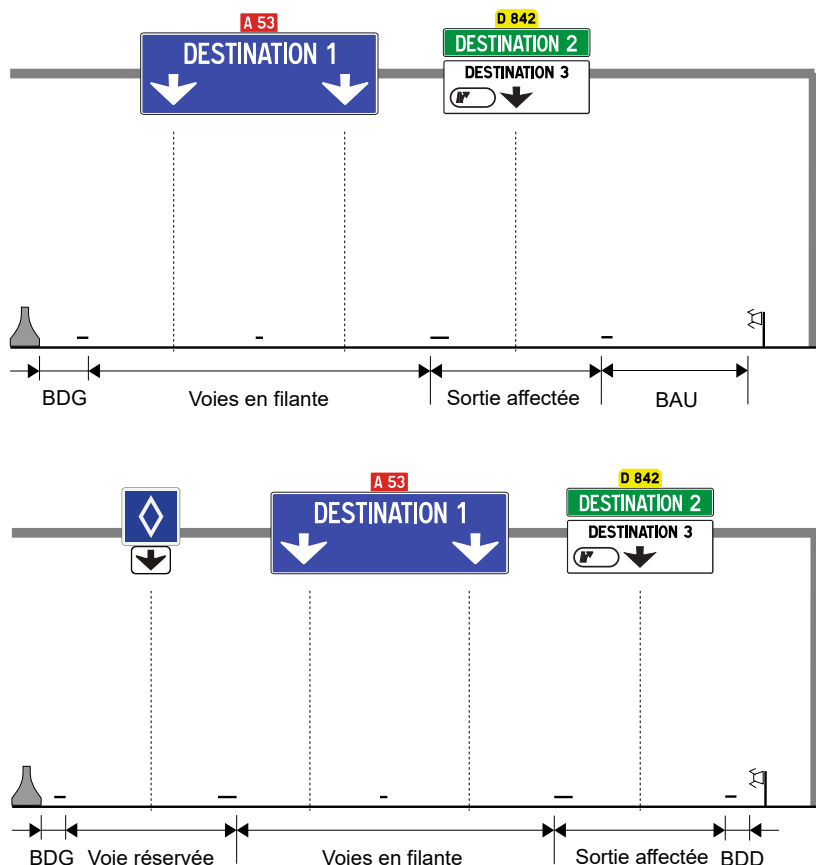 A 53
DESTINATION 1
D 842
DESTINATION 2
DESTINATION 3
BDG
Voies en filante
Sortie affectée
BAU
A 53
DESTINATION 1
D 842
DESTINATION 2
DESTINATION 3
BDG
Voie réservée
Voies en filante
Sortie affectée
BDD